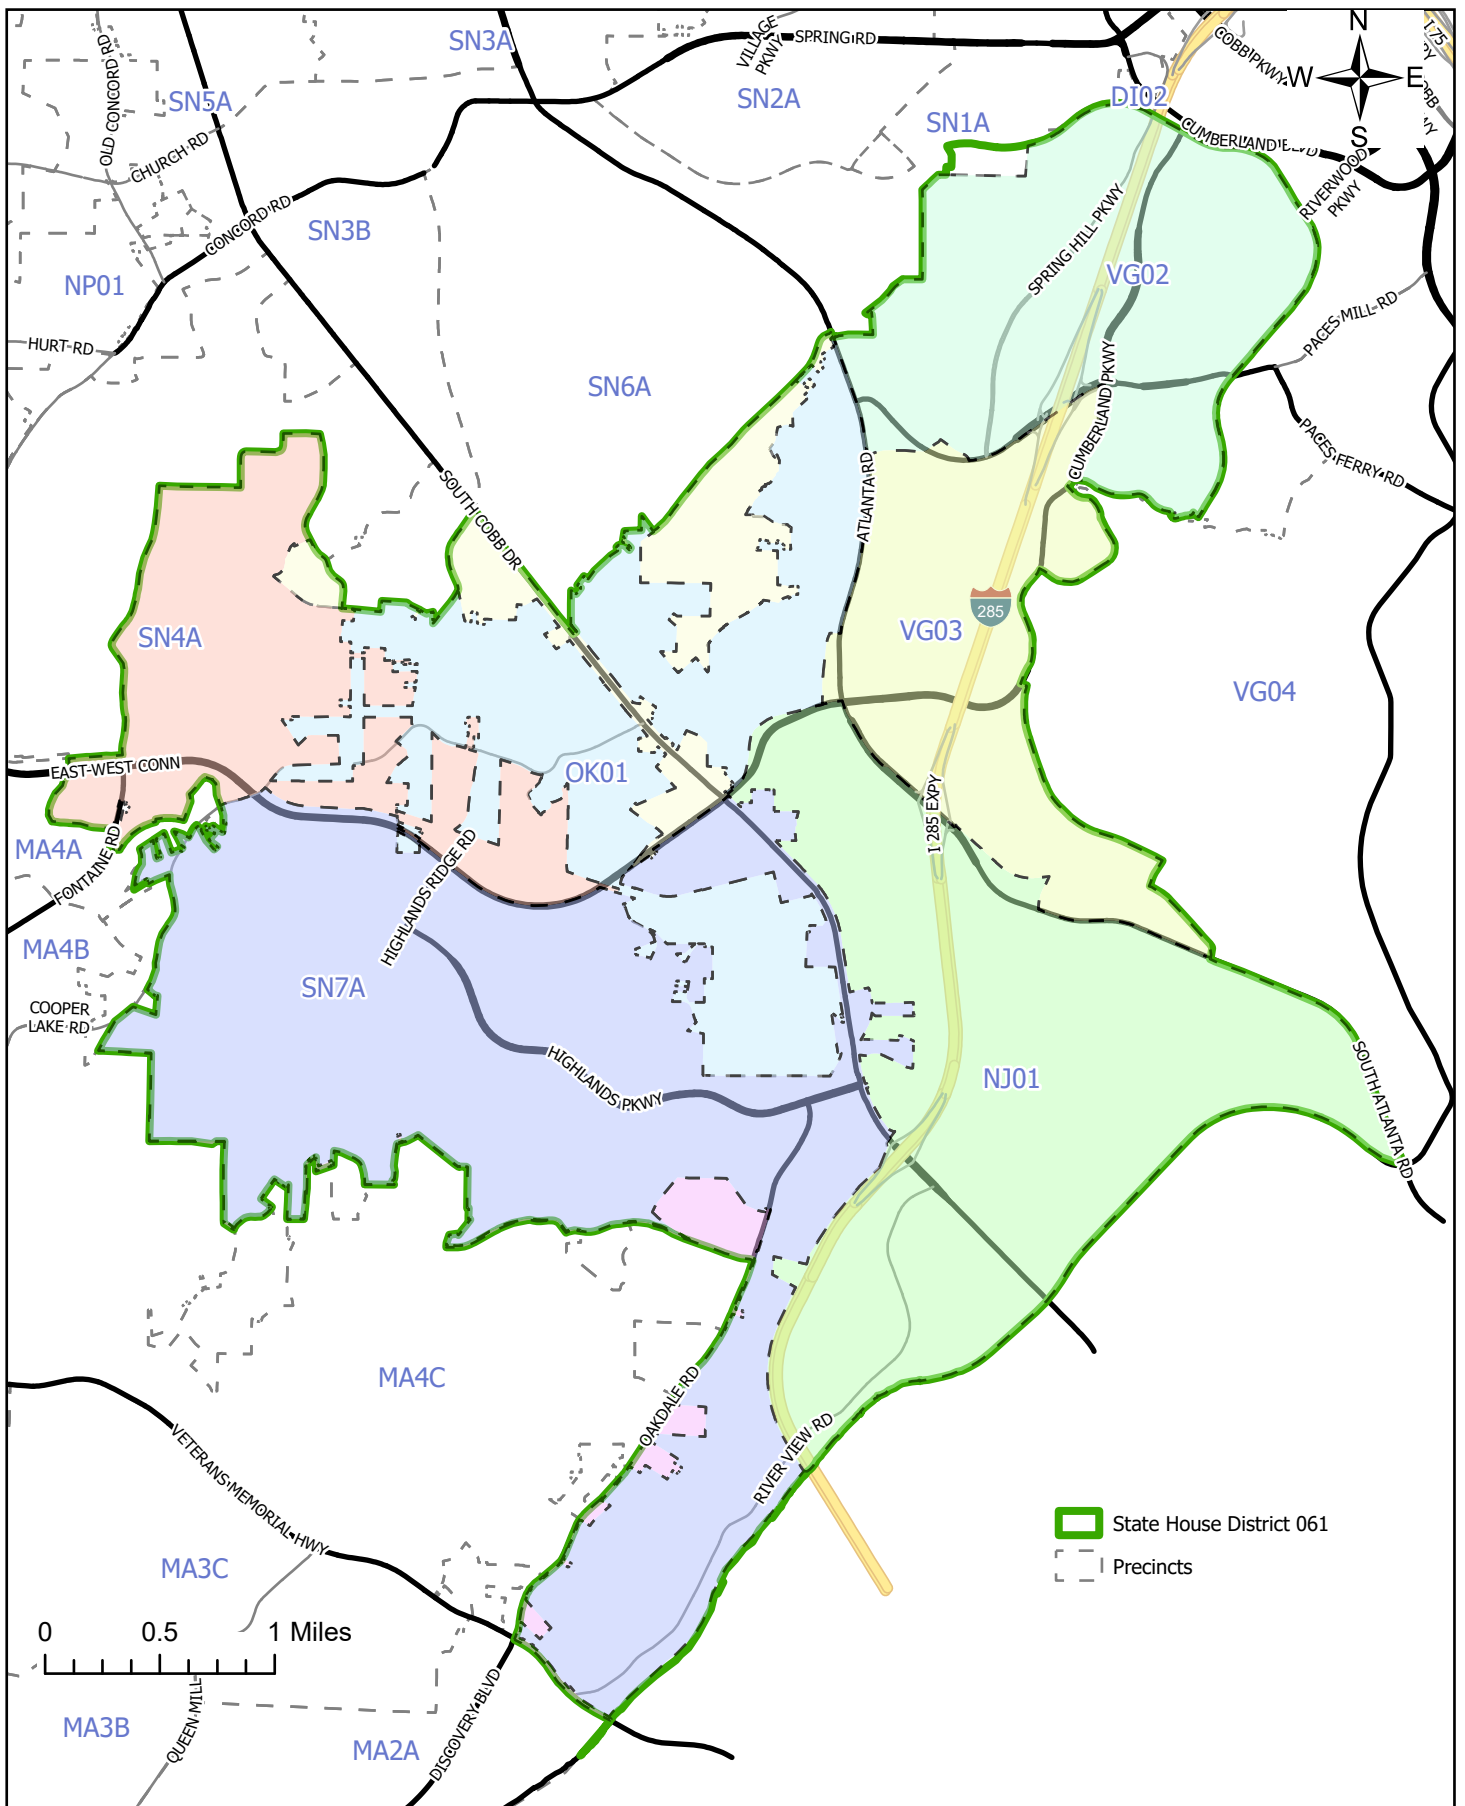 N
W
E
S
OLD CONCORD RD
SN3A
VILLAGE
PKWY
SPRING RD
COBB PKWY
I 75
SN5A
SN2A
DI02
SN1A
CUMBERLAND BLVD
CHURCH RD
RIVERWOOD
PKWY
CONCORD RD
SN3B
SPRING HILL PKWY
NP01
VG02
PACES MILL RD
HURT RD
SN6A
CUMBERLAND PKWY
PACES FERRY RD
SOUTH COBB DR
ATLANTA RD
285
SN4A
VG03
VG04
EAST-WEST CONN
OK01
I 285 EXPY
MA4A
FONTAINE RD
HIGHLANDS RIDGE RD
MA4B
SN7A
COOPER
LAKE RD
HIGHLANDS PKWY
NJ01
SOUTH ATLANTA RD
MA4C
OAKDALE RD
RIVER VIEW RD
VETERANS MEMORIAL HWY
State House District 061
Precincts
MA3C
0 0.5 1 Miles
QUEEN MILL
DISCOVERY BLVD
MA3B
MA2A